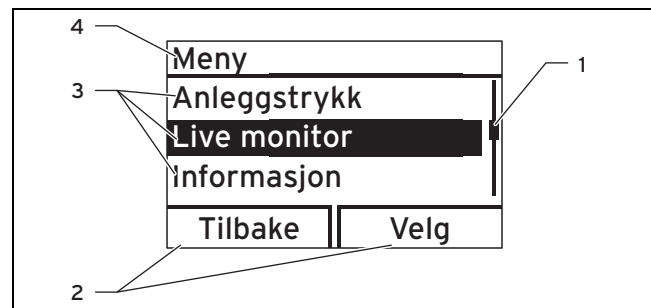 4
Meny
1
3
Anleggstrykk
Live monitor
Informasjon
Tilbake Velg
2